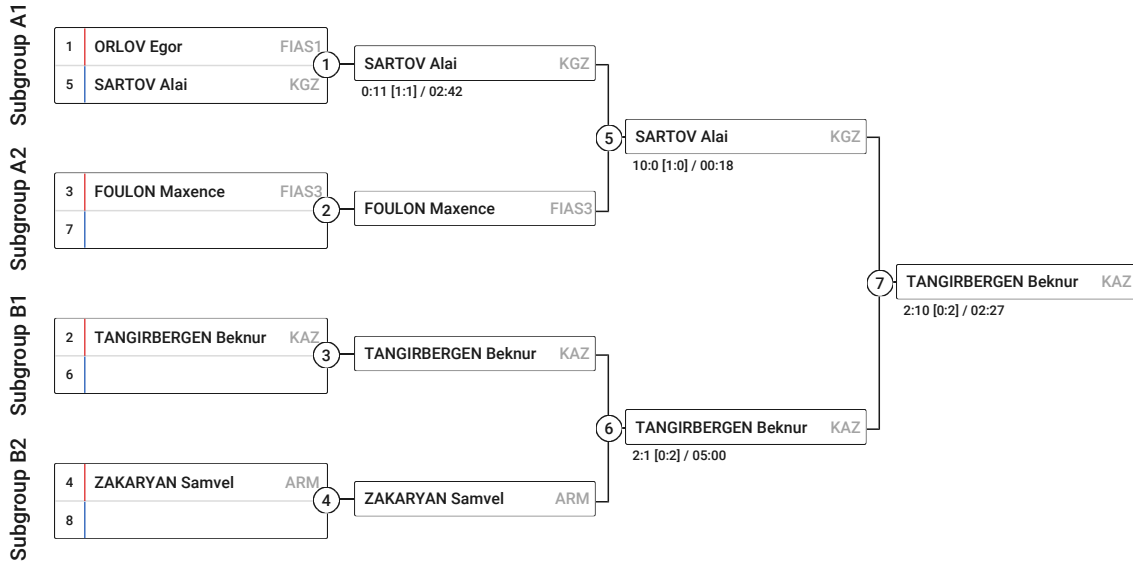 Subgroup A1
1 ORLOV Egor FIAS1
5 SARTOV Alai KGZ
1
SARTOV Alai KGZ
0:11 [1:1] / 02:42
Subgroup A2
3 FOULON Maxence FIAS3
7
2
FOULON Maxence FIAS3
5
SARTOV Alai KGZ
10:0 [1:0] / 00:18
Subgroup B1
2 TANGIRBERGEN Beknur KAZ
6
3
TANGIRBERGEN Beknur KAZ
Subgroup B2
4 ZAKARYAN Samvel ARM
8
4
ZAKARYAN Samvel ARM
6
TANGIRBERGEN Beknur KAZ
2:1 [0:2] / 05:00
7
TANGIRBERGEN Beknur KAZ
2:10 [0:2] / 02:27